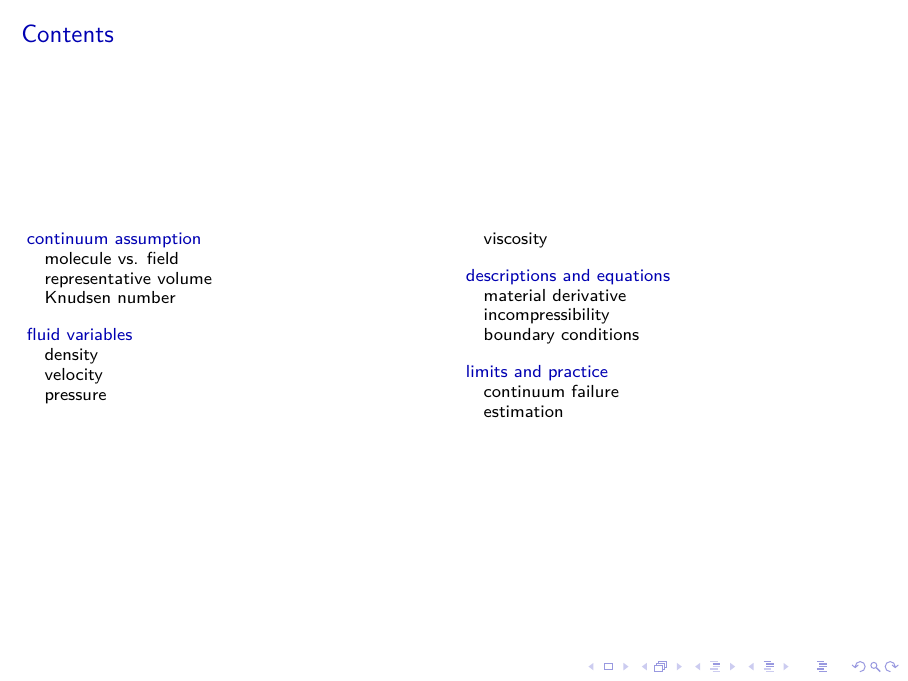 Contents
continuum assumption
molecule vs. field
representative volume
Knudsen number
fluid variables
density
velocity
pressure
viscosity
descriptions and equations
material derivative
incompressibility
boundary conditions
limits and practice
continuum failure
estimation